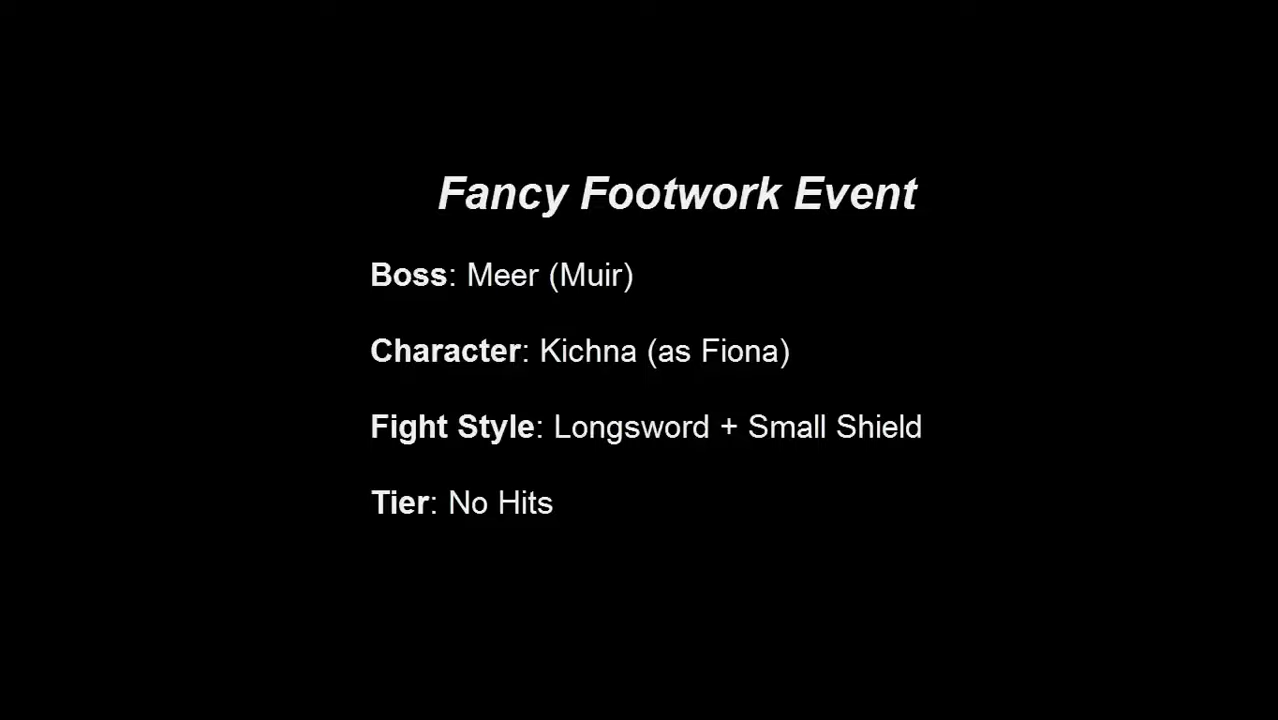 Fancy Footwork Event
Boss: Meer (Muir)
Character: Kichna (as Fiona)
Fight Style: Longsword + Small Shield
Tier: No Hits